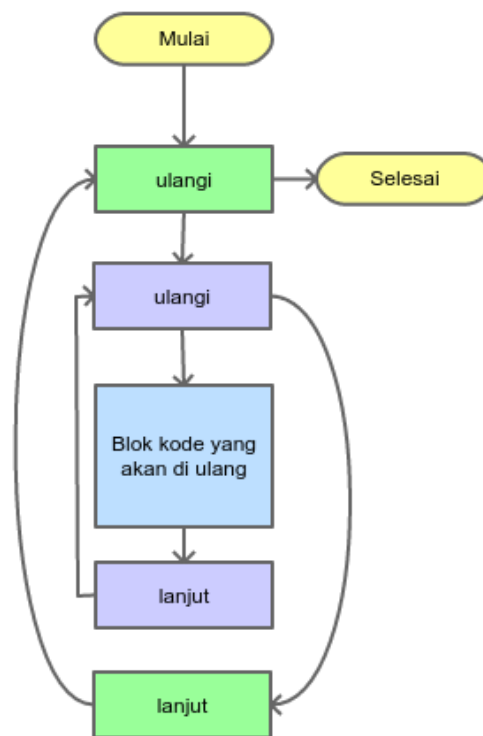 Mulai
ulangi
Selesai
ulangi
Blok kode yang
akan di ulang
lanjut
lanjut